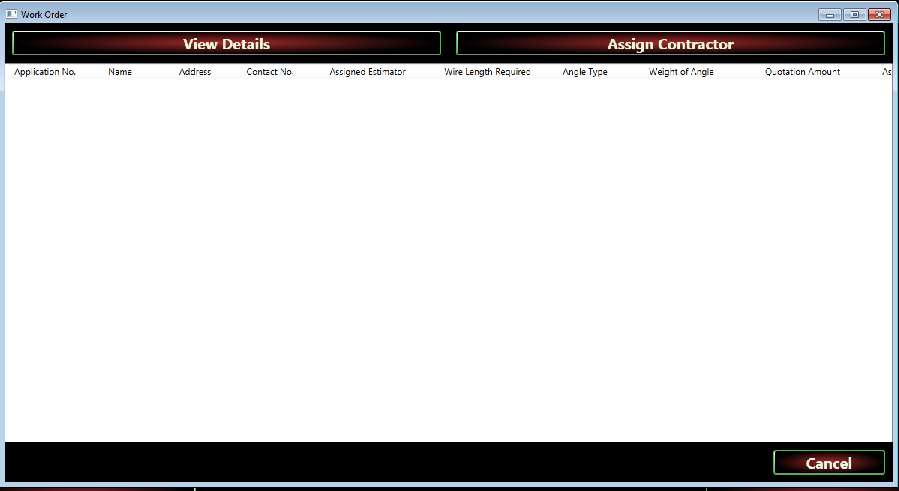 Work Order
View Details Assign Contractor
Application No. Name Address Contact No. Assigned Estimator Wire Length Required Angle Type Weight of Angle Quotation Amount As
Cancel